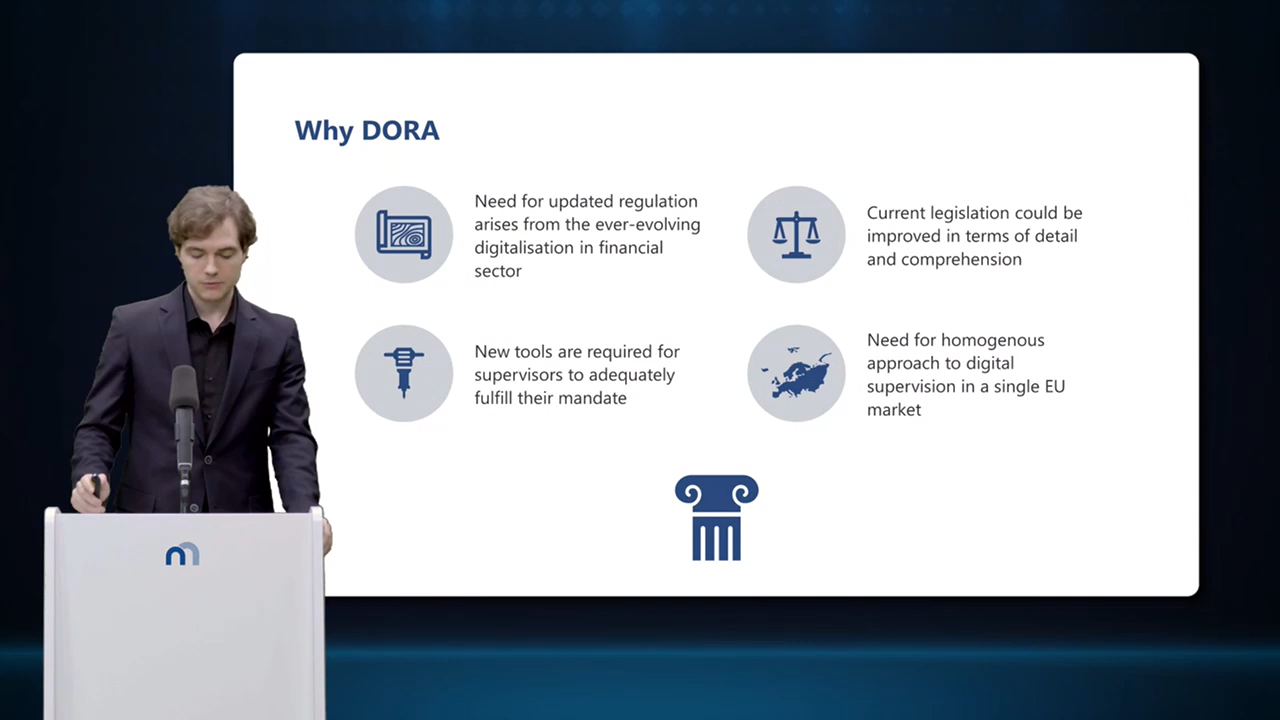 Why DORA
Need for updated regulation
arises from the ever-evolving
digitalisation in financial
sector
Current legislation could be
improved in terms of detail
and comprehension
New tools are required for
supervisors to adequately
fulfill their mandate
Need for homogenous
approach to digital
supervision in a single EU
market